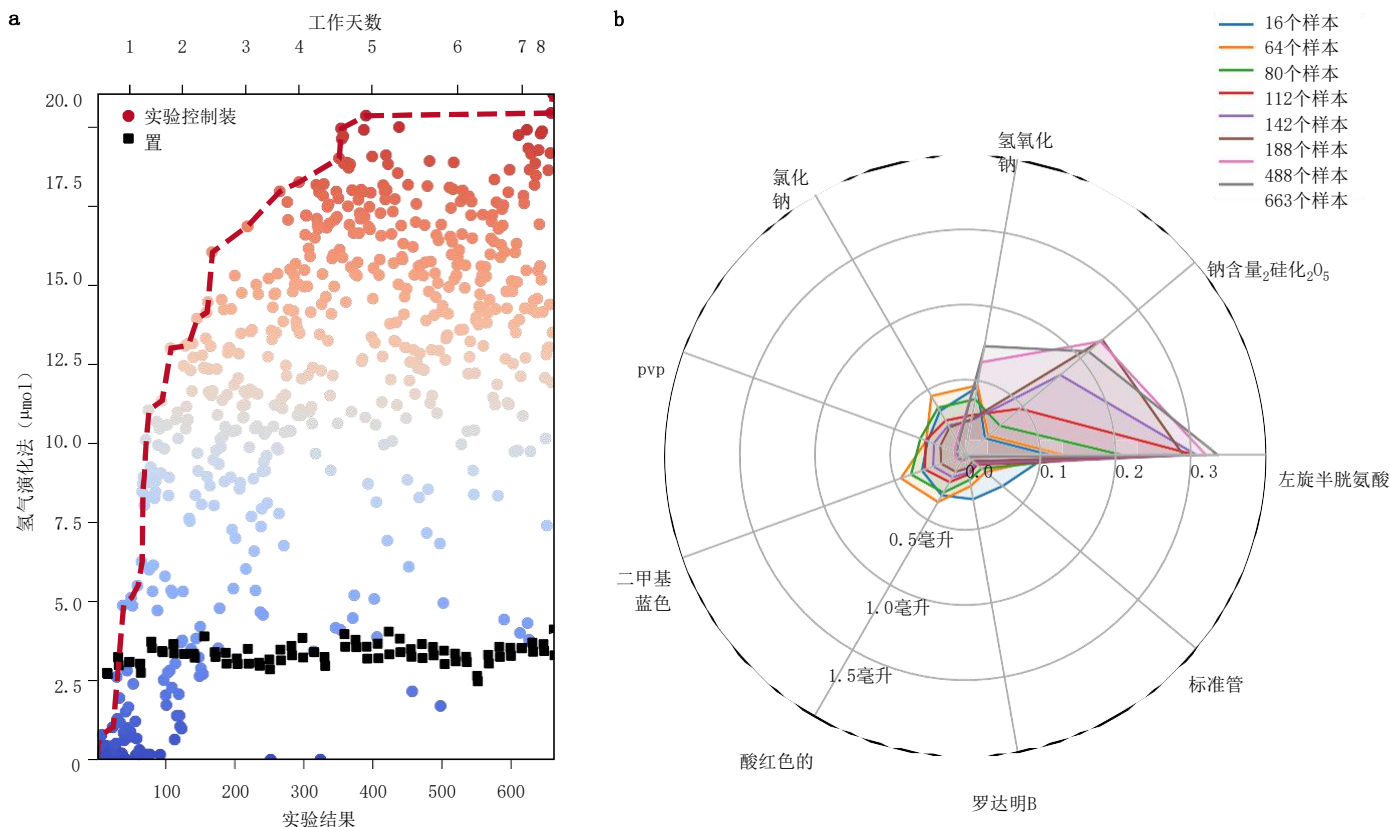 a
工作天数
1 2 3 4 5 6 7 8
20.0
17.5
15.0
12.5
10.0
7.5
5.0
2.5
0
氢气演化法（μmol）
实验控制装
置
100 200 300 400 500 600
实验结果
b
16个样本
64个样本
80个样本
112个样本
142个样本
188个样本
488个样本
663个样本
氢氧化
钠
氯化
钠
钠含量₂硅化₂O₅
pvp
0.0 0.1 0.2 0.3
左旋半胱氨酸
0.5毫升
二甲基
蓝色
1.0毫升
1.5毫升
标准管
酸红色的
罗达明B